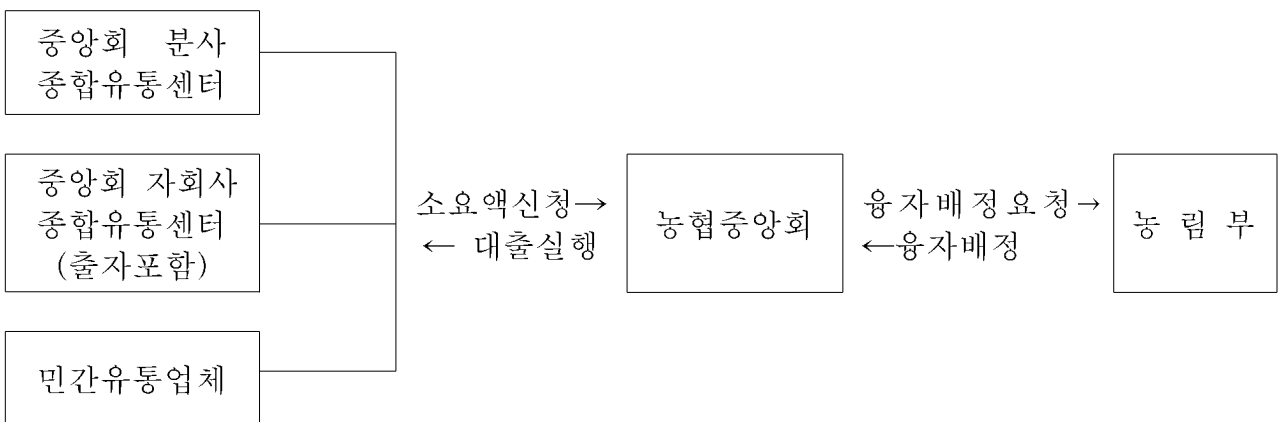 중앙회 분사
종합유통센터
중앙회 자회사
종합유통센터
(출자포함)
민간유통업체
소요액신청→
← 대출실행
농협중앙회
융자배정요청→
←융자배정
농 림 부